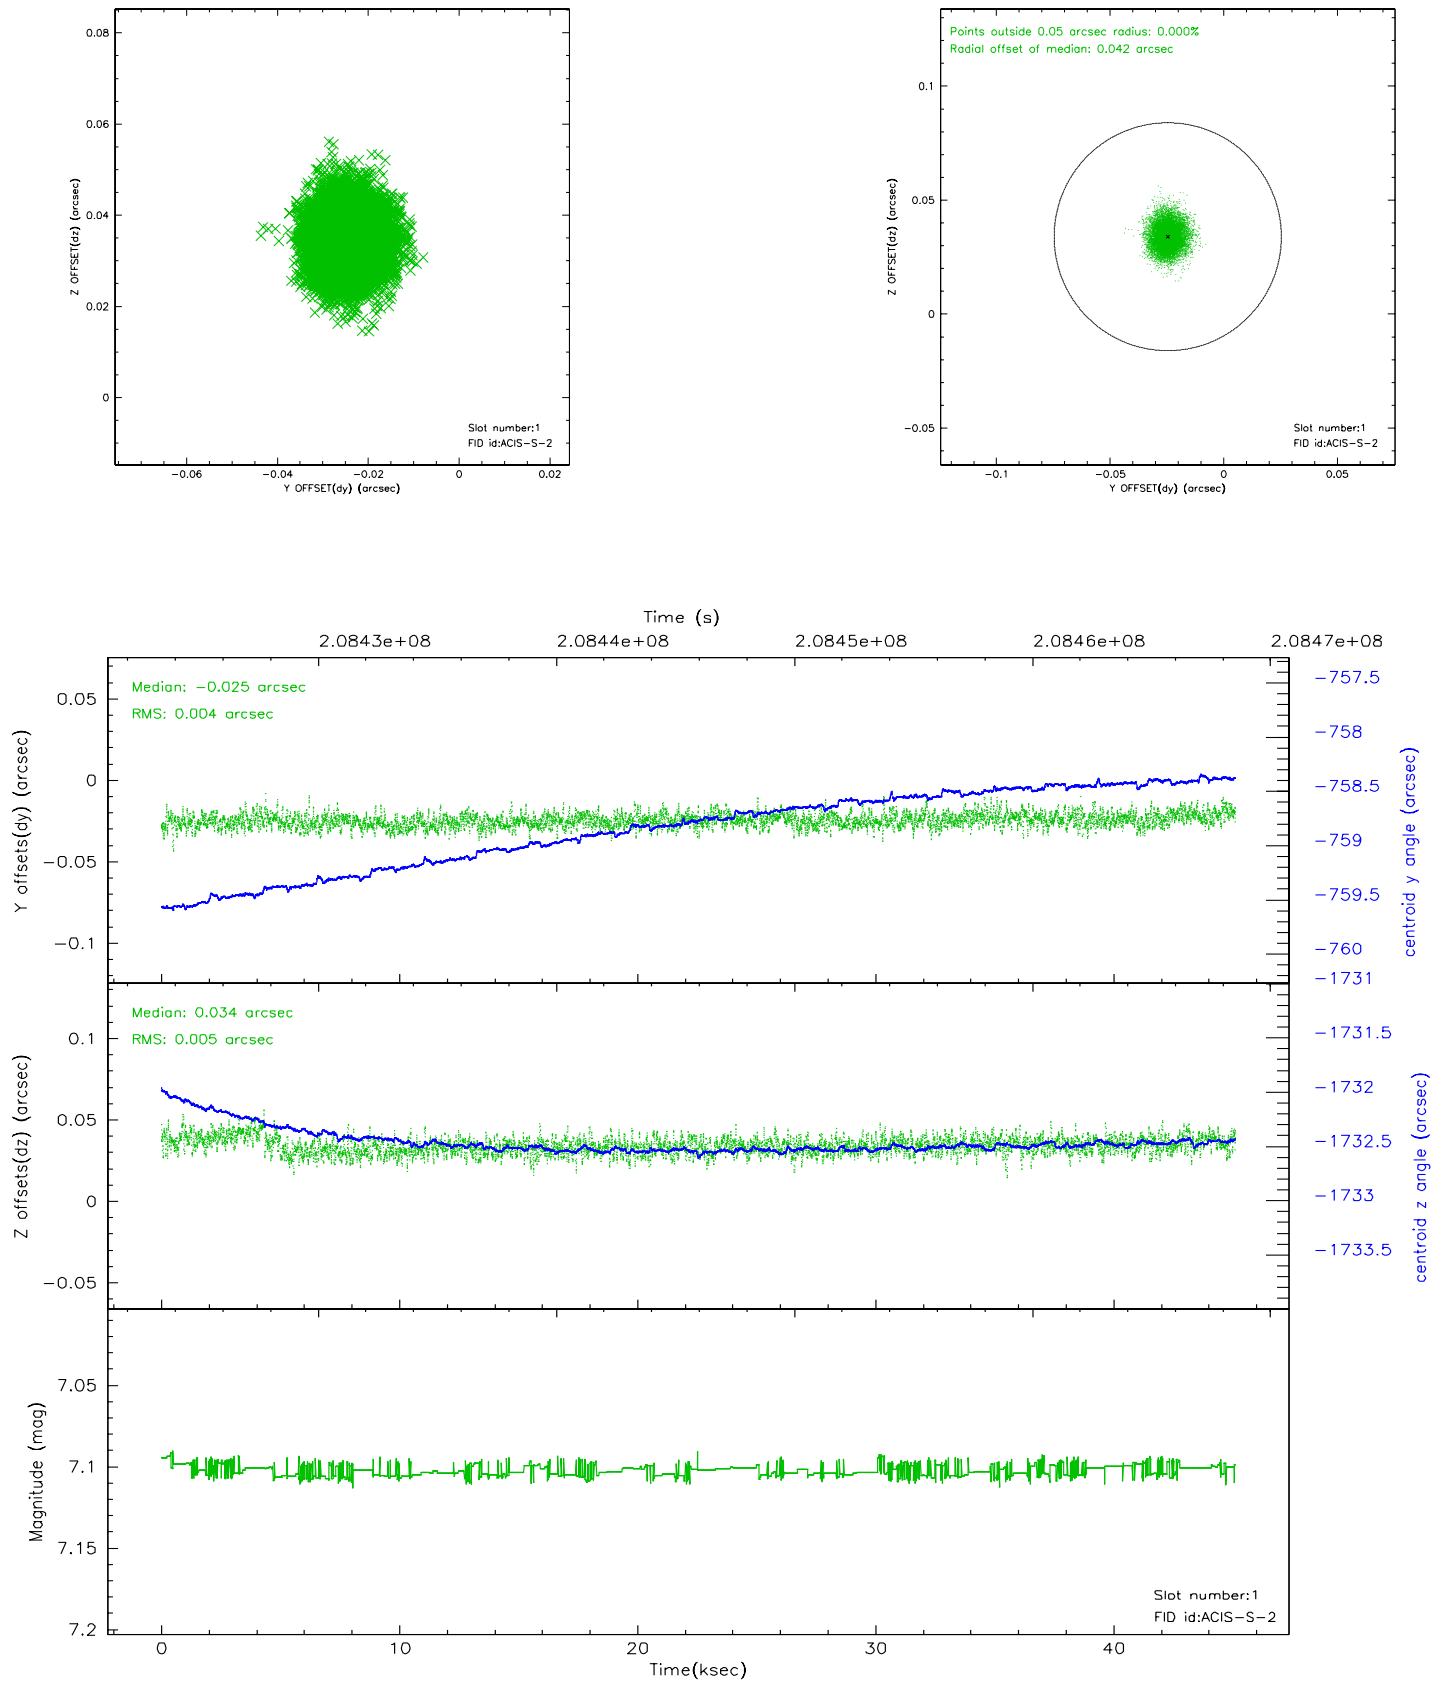 0.08
0.06
0.04
0.02
0
Z OFFSET(dz) (arcsec)
Slot number:1
FID id:ACIS-S-2
-0.06 -0.04 -0.02 0 0.02
Y OFFSET(dy) (arcsec)
Points outside 0.05 arcsec radius: 0.000%
Radial offset of median: 0.042 arcsec
0.1
0.05
0
-0.05
Z OFFSET(dz) (arcsec)
Slot number:1
FID id:ACIS-S-2
-0.1 -0.05 0 0.05
Y OFFSET(dy) (arcsec)
Time (s)
2.0843e+08 2.0844e+08 2.0845e+08 2.0846e+08 2.0847e+08
Median: -0.025 arcsec
RMS: 0.004 arcsec
0.05
0
-0.05
-0.1
Y offsets(dy) (arcsec)
-757.5
-758
-758.5
-759
-759.5
-760
centroid y angle (arcsec)
Median: 0.034 arcsec
RMS: 0.005 arcsec
0.1
0.05
0
-0.05
Z offsets(dz) (arcsec)
-1731
-1731.5
-1732
-1732.5
-1733
-1733.5
centroid z angle (arcsec)
7.05
7.1
7.15
7.2
Magnitude (mag)
Slot number:1
FID id:ACIS-S-2
0 10 20 30 40
Time(ksec)